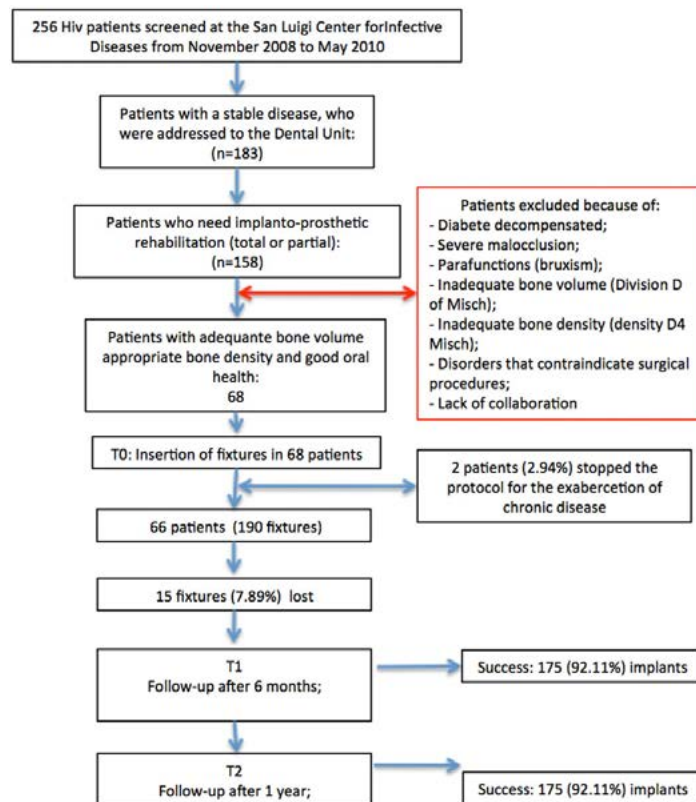 256 Hiv patients screened at the San Luigi Center forInfective
Diseases from November 2008 to May 2010
Patients with a stable disease, who
were addressed to the Dental Unit:
(n=183)
Patients who need implanto-prosthetic
rehabilitation (total or partial):
(n=158)
Patients excluded because of:
- Diabete decompensated;
- Severe malocclusion;
- Parafunctions (bruxism);
- Inadequate bone volume (Division D
of Misch);
- Inadequate bone density (density D4
Misch);
- Disorders that contraindicate surgical
procedures;
- Lack of collaboration
Patients with adequante bone volume
appropriate bone density and good oral
health:
68
T0: Insertion of fixtures in 68 patients
2 patients (2.94%) stopped the
protocol for the exabercetion of
chronic disease
66 patients (190 fixtures)
15 fixtures (7.89%) lost
T1
Follow-up after 6 months;
Success: 175 (92.11%) implants
T2
Follow-up after 1 year;
Success: 175 (92.11%) implants